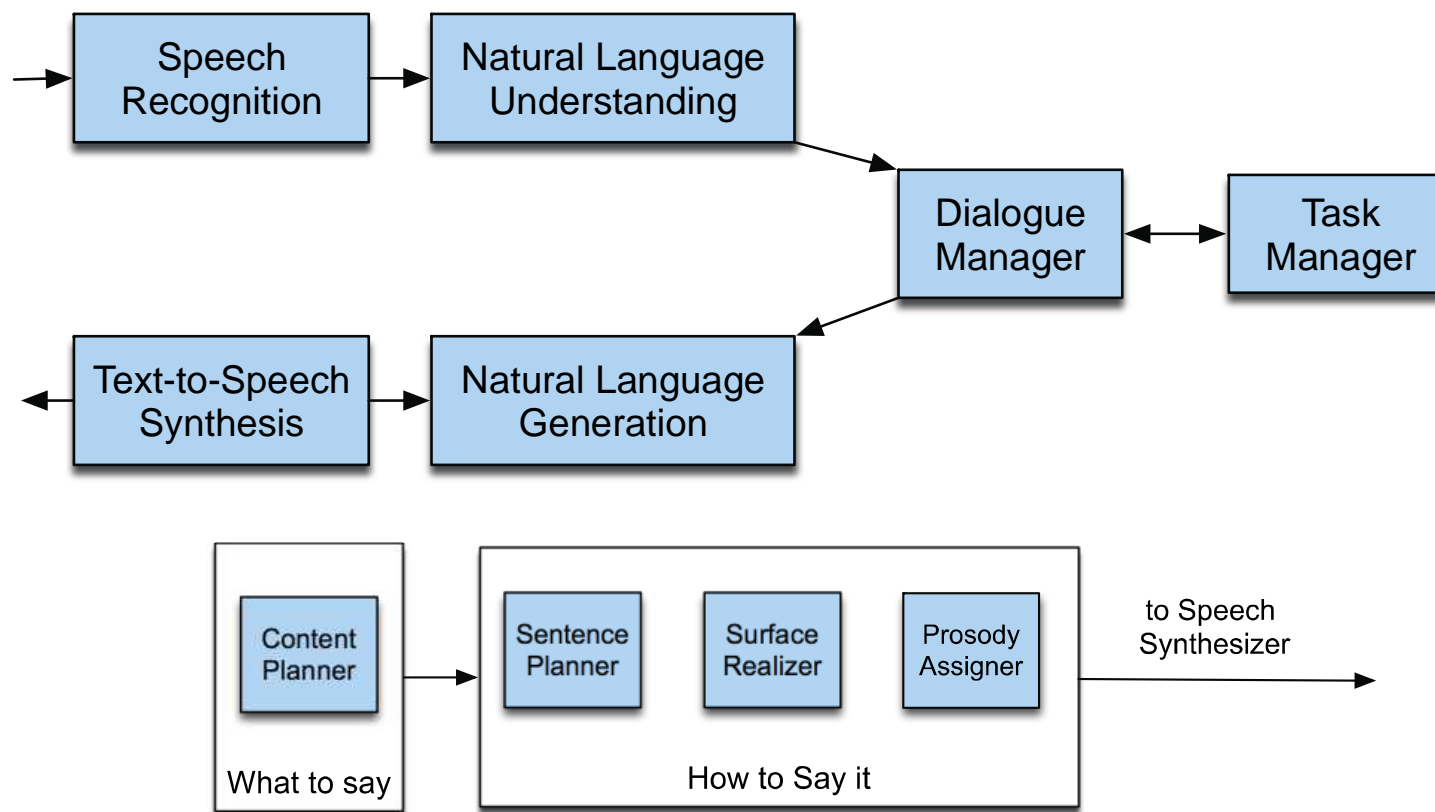 Speech
Recognition
Natural Language
Understanding
Dialogue
Manager
Task
Manager
Text-to-Speech
Synthesis
Natural Language
Generation
Content
Planner
What to say
Sentence
Planner
Surface
Realizer
Prosody
Assigner
How to Say it
to Speech
Synthesizer